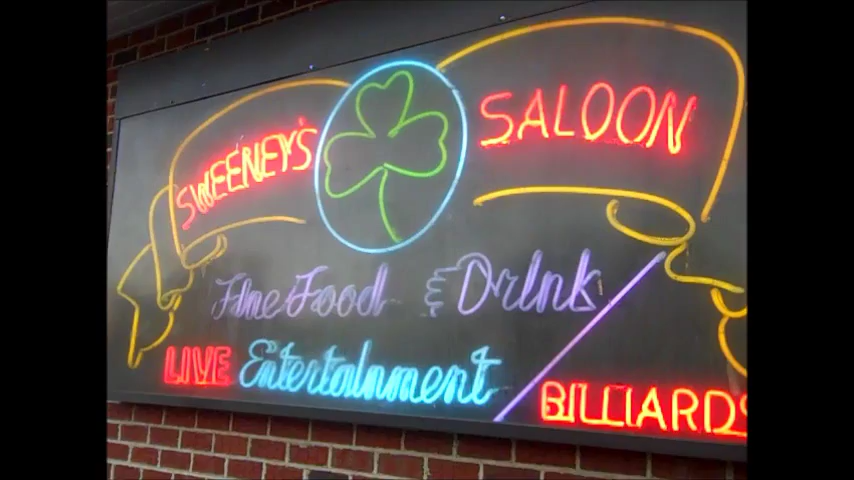 SWEENEY'S SALOON
Fine Food & Drink
LIVE Entertainment / BILLIARDS